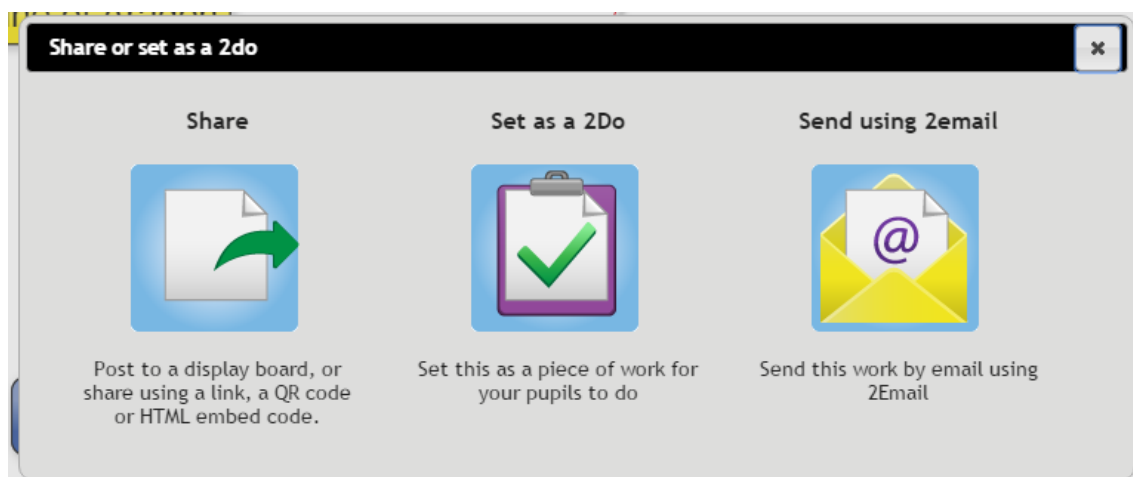 Share or set as a 2do
Share
Set as a 2Do
Send using 2email
@
Post to a display board, or
share using a link, a QR code
or HTML embed code.
Set this as a piece of work for
your pupils to do
Send this work by email using
2Email